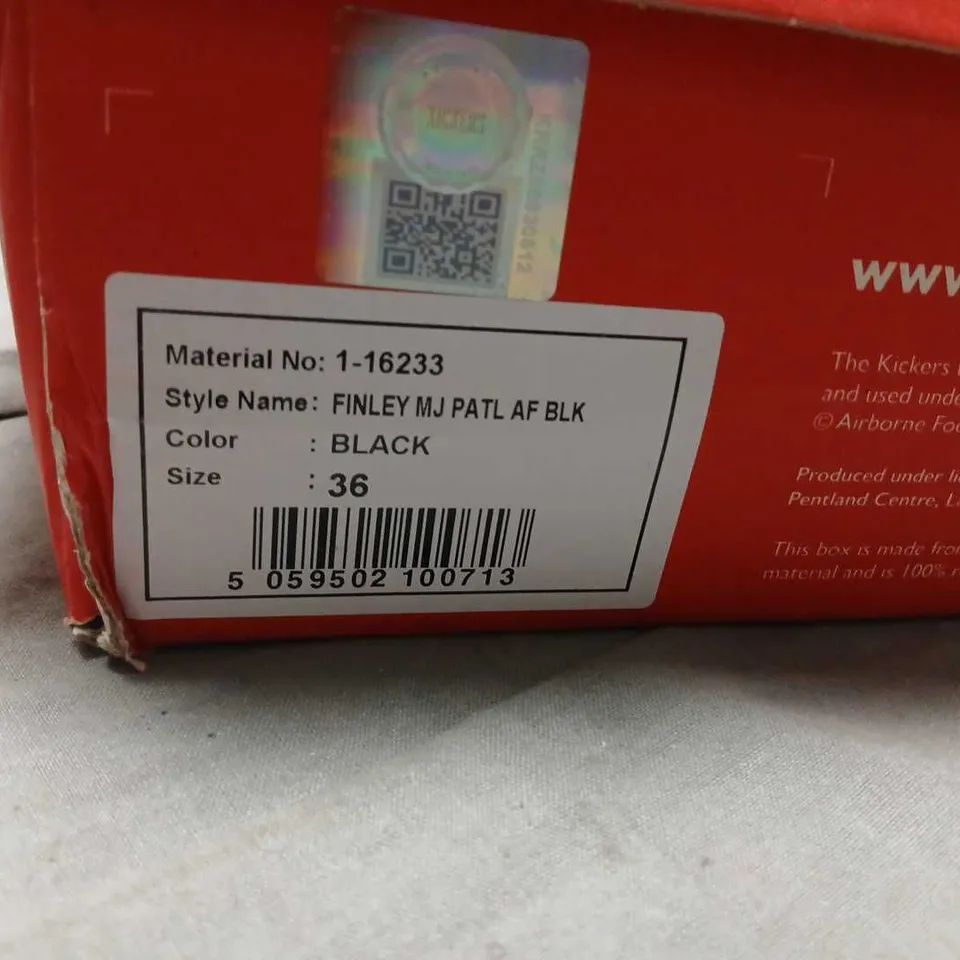 KICKERS
Material No: 1-16233
Style Name: FINLEY MJ PATL AF BLK
Color : BLACK
Size : 36
5 059502 100713
www
The Kickers
and used unde
© Airborne Foo
Produced under li
Pentland Centre, L
This box is made from
material and is 100% r